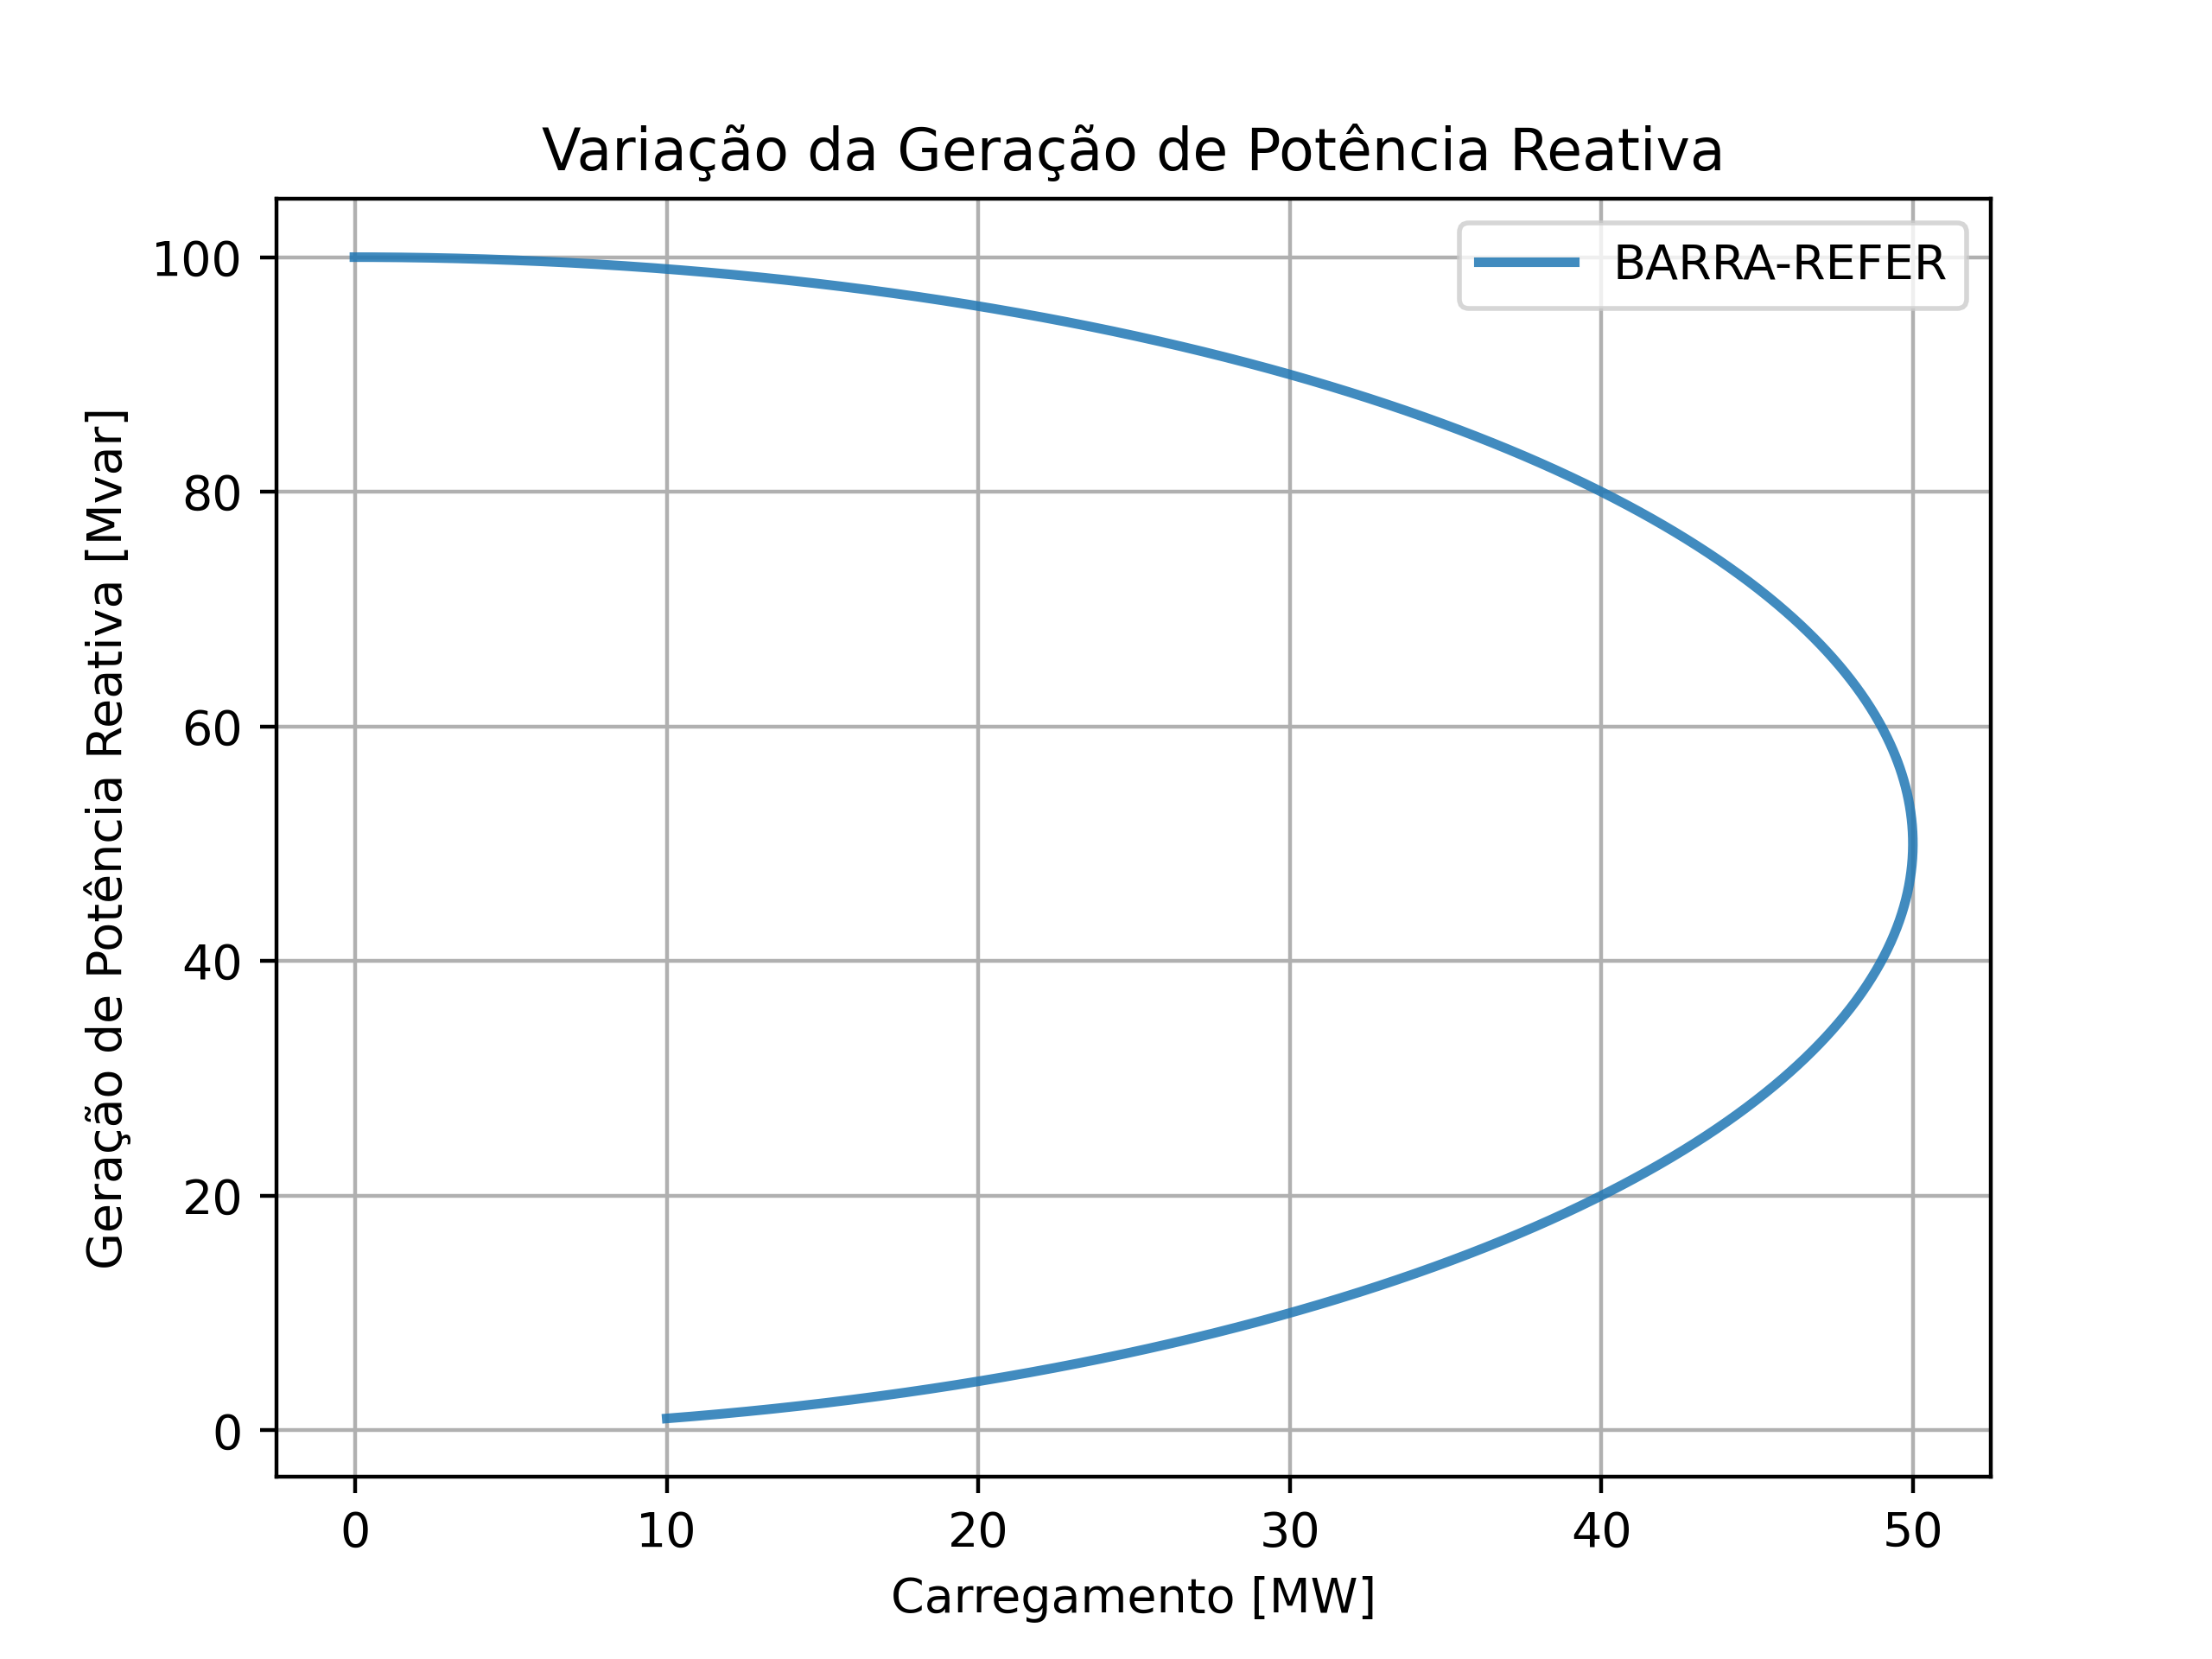 Variação da Geração de Potência Reativa
BARRA-REFER
Geração de Potência Reativa [Mvar]
100
80
60
40
20
0
0 10 20 30 40 50
Carregamento [MW]